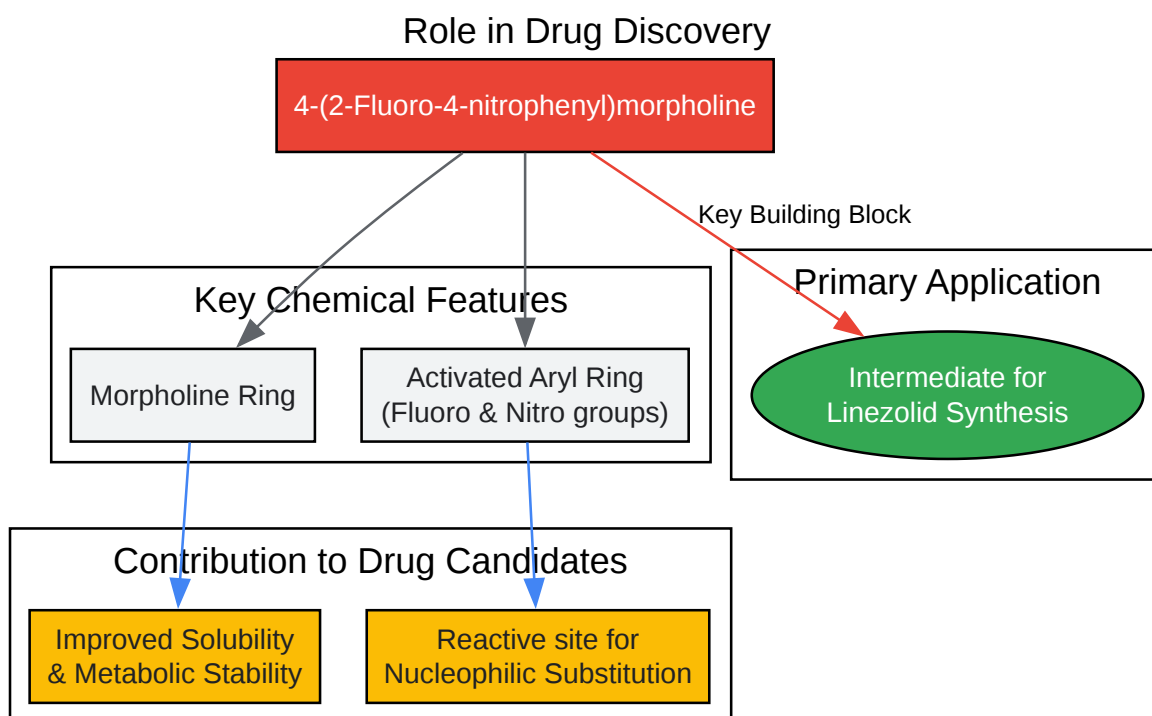 Role in Drug Discovery
4-(2-Fluoro-4-nitrophenyl)morpholine
Key Building Block
Key Chemical Features
Primary Application
Morpholine Ring
Activated Aryl Ring
(Fluoro & Nitro groups)
Intermediate for
Linezolid Synthesis
Contribution to Drug Candidates
Improved Solubility
& Metabolic Stability
Reactive site for
Nucleophilic Substitution